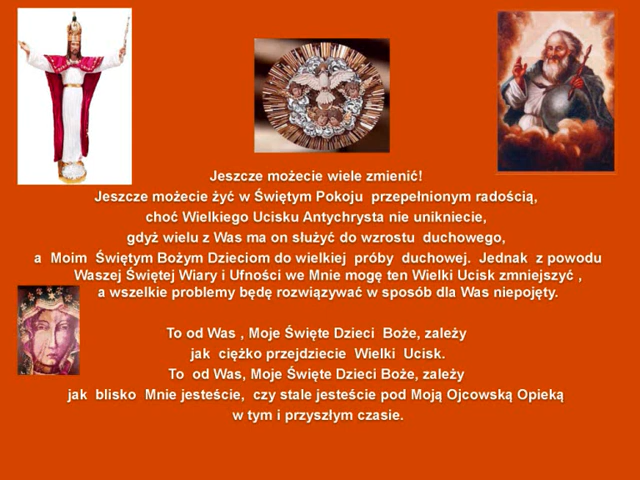 Jeszcze możecie wiele zmienić!
Jeszcze możecie żyć w Świętym Pokoju przepełnionym radością,
choć Wielkiego Ucisku Antychrysta nie unikniecie,
gdyż wielu z Was ma on służyć do wzrostu duchowego,
a Moim Świętym Bożym Dzieciom do wielkiej próby duchowej. Jednak z powodu
Waszej Świętej Wiary i Ufności we Mnie mogę ten Wielki Ucisk zmniejszyć ,
a wszelkie problemy będę rozwiązywać w sposób dla Was niepojęty.
To od Was , Moje Święte Dzieci Boże, zależy
jak ciężko przejdziecie Wielki Ucisk.
To od Was, Moje Święte Dzieci Boże, zależy
jak blisko Mnie jesteście, czy stale jesteście pod Moją Ojcowską Opieką
w tym i przyszłym czasie.